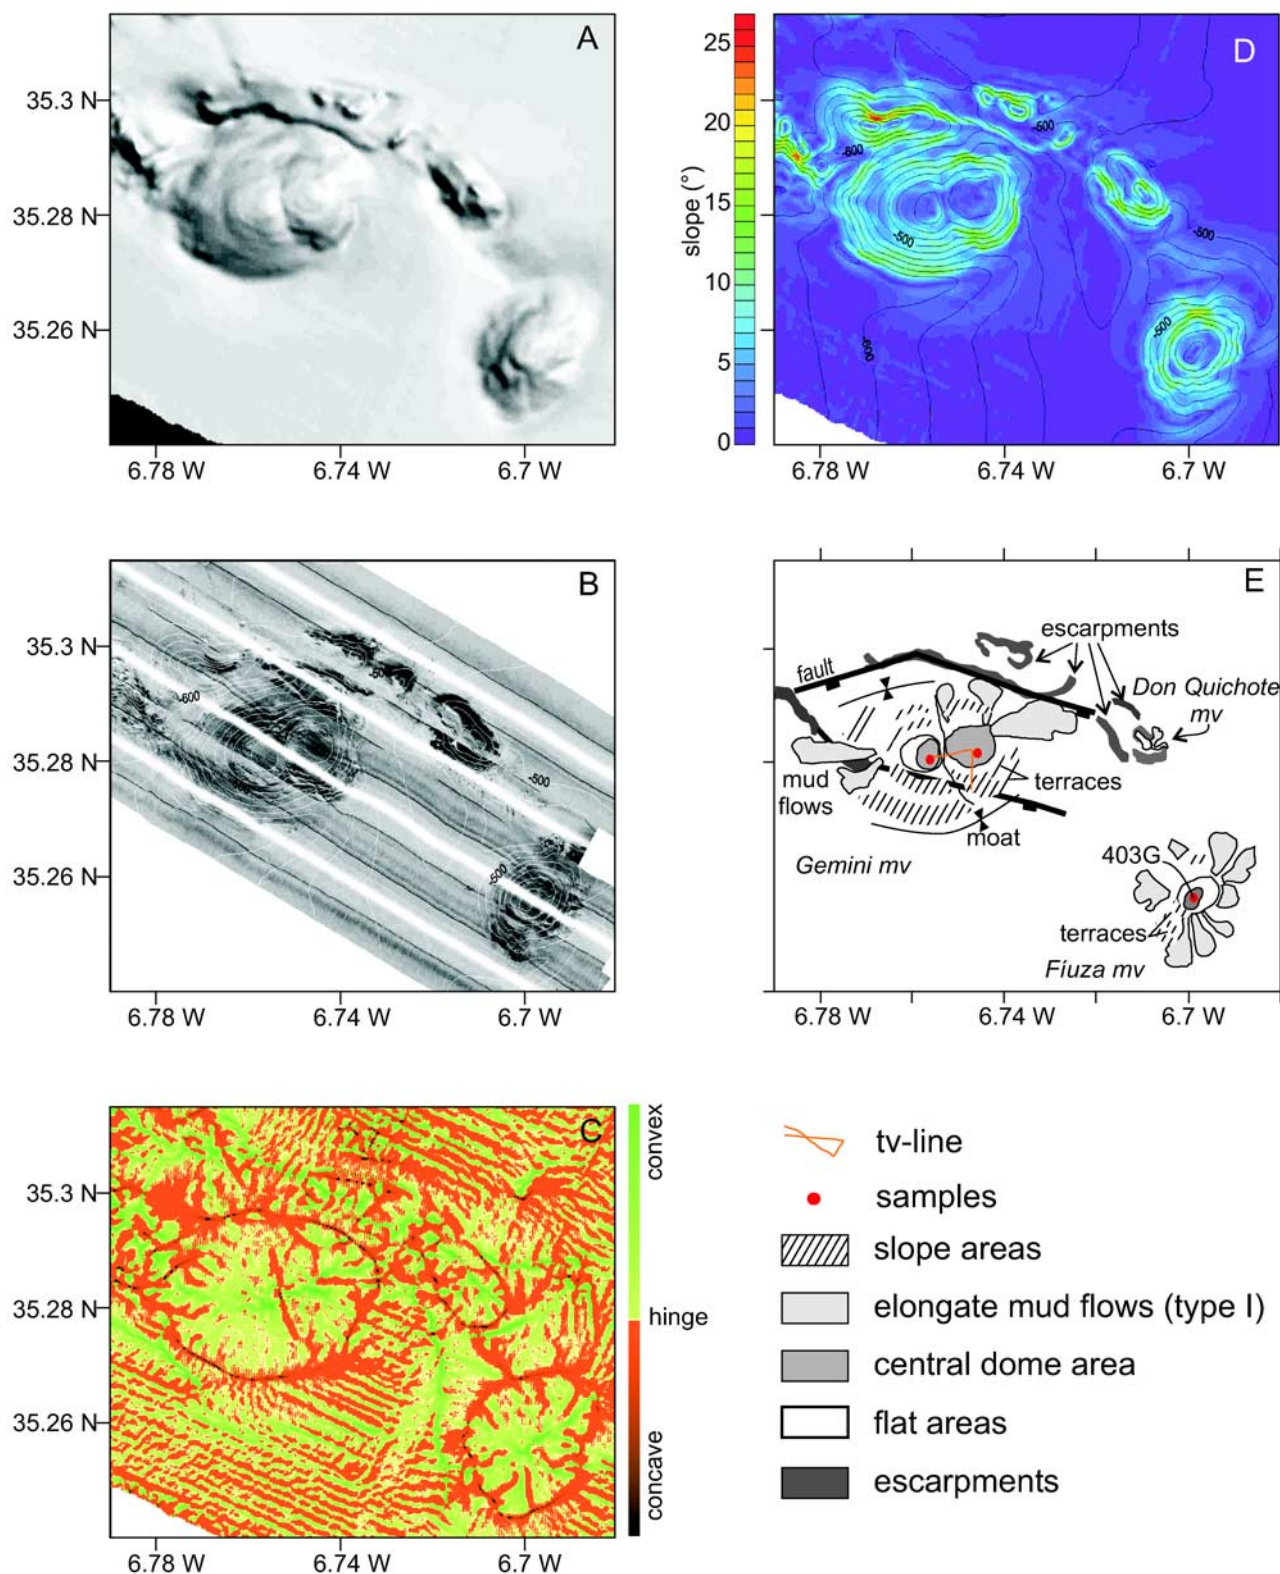 A
35.3 N
35.28 N
35.26 N
6.78 W
6.74 W
6.7 W
D
25
20
15
10
5
0
slope (°)
-500
-600
-500
-500
-500
-600
6.78 W
6.74 W
6.7 W
B
35.3 N
35.28 N
35.26 N
-600
-50
-500
-500
6.78 W
6.74 W
6.7 W
E
escarpments
fault
Don Quichote
mv
mud
flows
terraces
moat
Gemini mv
403G
terraces
Fíuza mv
6.78 W
6.74 W
6.7 W
C
35.3 N
35.28 N
35.26 N
convex
hinge
concave
6.78 W
6.74 W
6.7 W
tv-line
samples
slope areas
elongate mud flows (type I)
central dome area
flat areas
escarpments